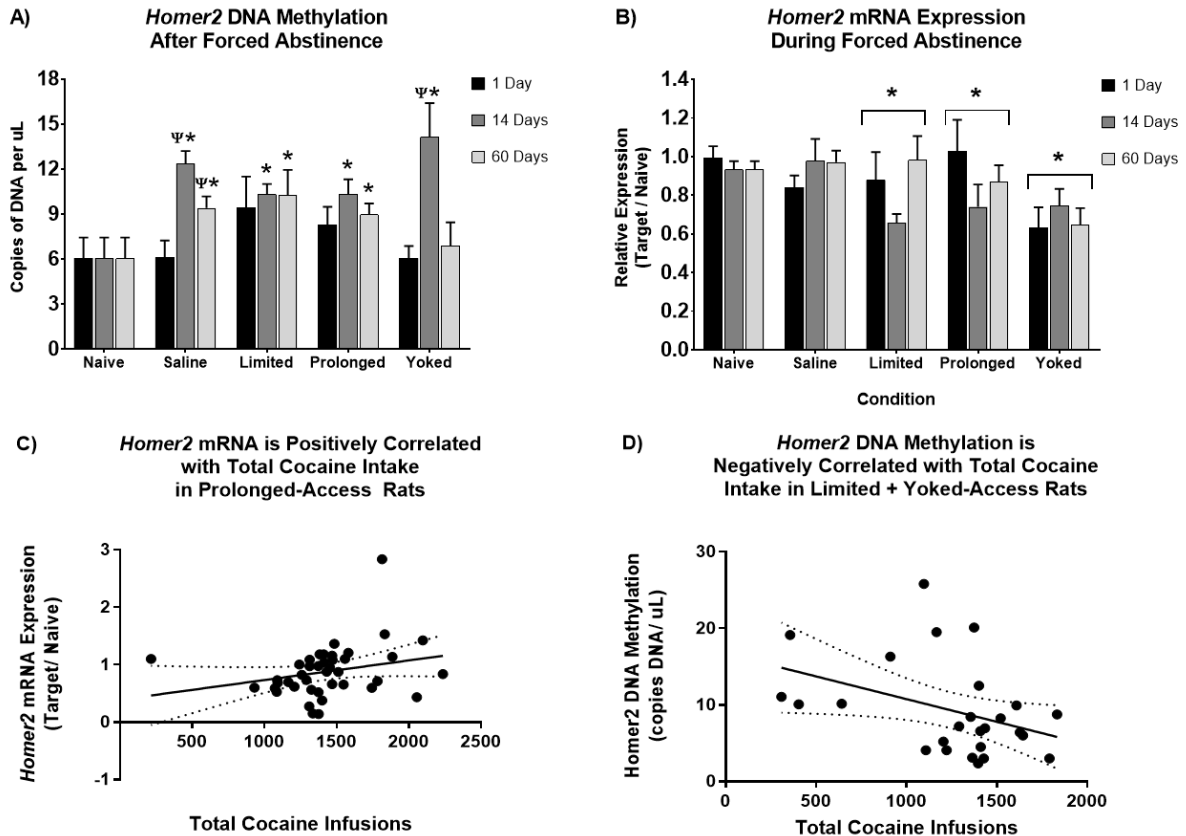 A)
Homer2 DNA Methylation
After Forced Abstinence
Copies of DNA per uL
18
15
12
9
6
3
0
Ψ*
Ψ*
*
*
*
*
Ψ*
1 Day
14 Days
60 Days
Naive Saline Limited Prolonged Yoked
B)
Homer2 mRNA Expression
During Forced Abstinence
Relative Expression
(Target / Naive)
1.4
1.2
1.0
0.8
0.6
0.4
0.2
0.0
*
*
*
1 Day
14 Days
60 Days
Naive Saline Limited Prolonged Yoked
Condition
C)
Homer2 mRNA is Positively Correlated
with Total Cocaine Intake
in Prolonged-Access Rats
Homer2 mRNA Expression
(Target/ Naive)
3
2
1
0
-1
500 1000 1500 2000 2500
Total Cocaine Infusions
D)
Homer2 DNA Methylation is
Negatively Correlated with Total Cocaine
Intake in Limited + Yoked-Access Rats
Homer2 DNA Methylation
(copies DNA/ uL)
30
20
10
0
0 500 1000 1500 2000
Total Cocaine Infusions